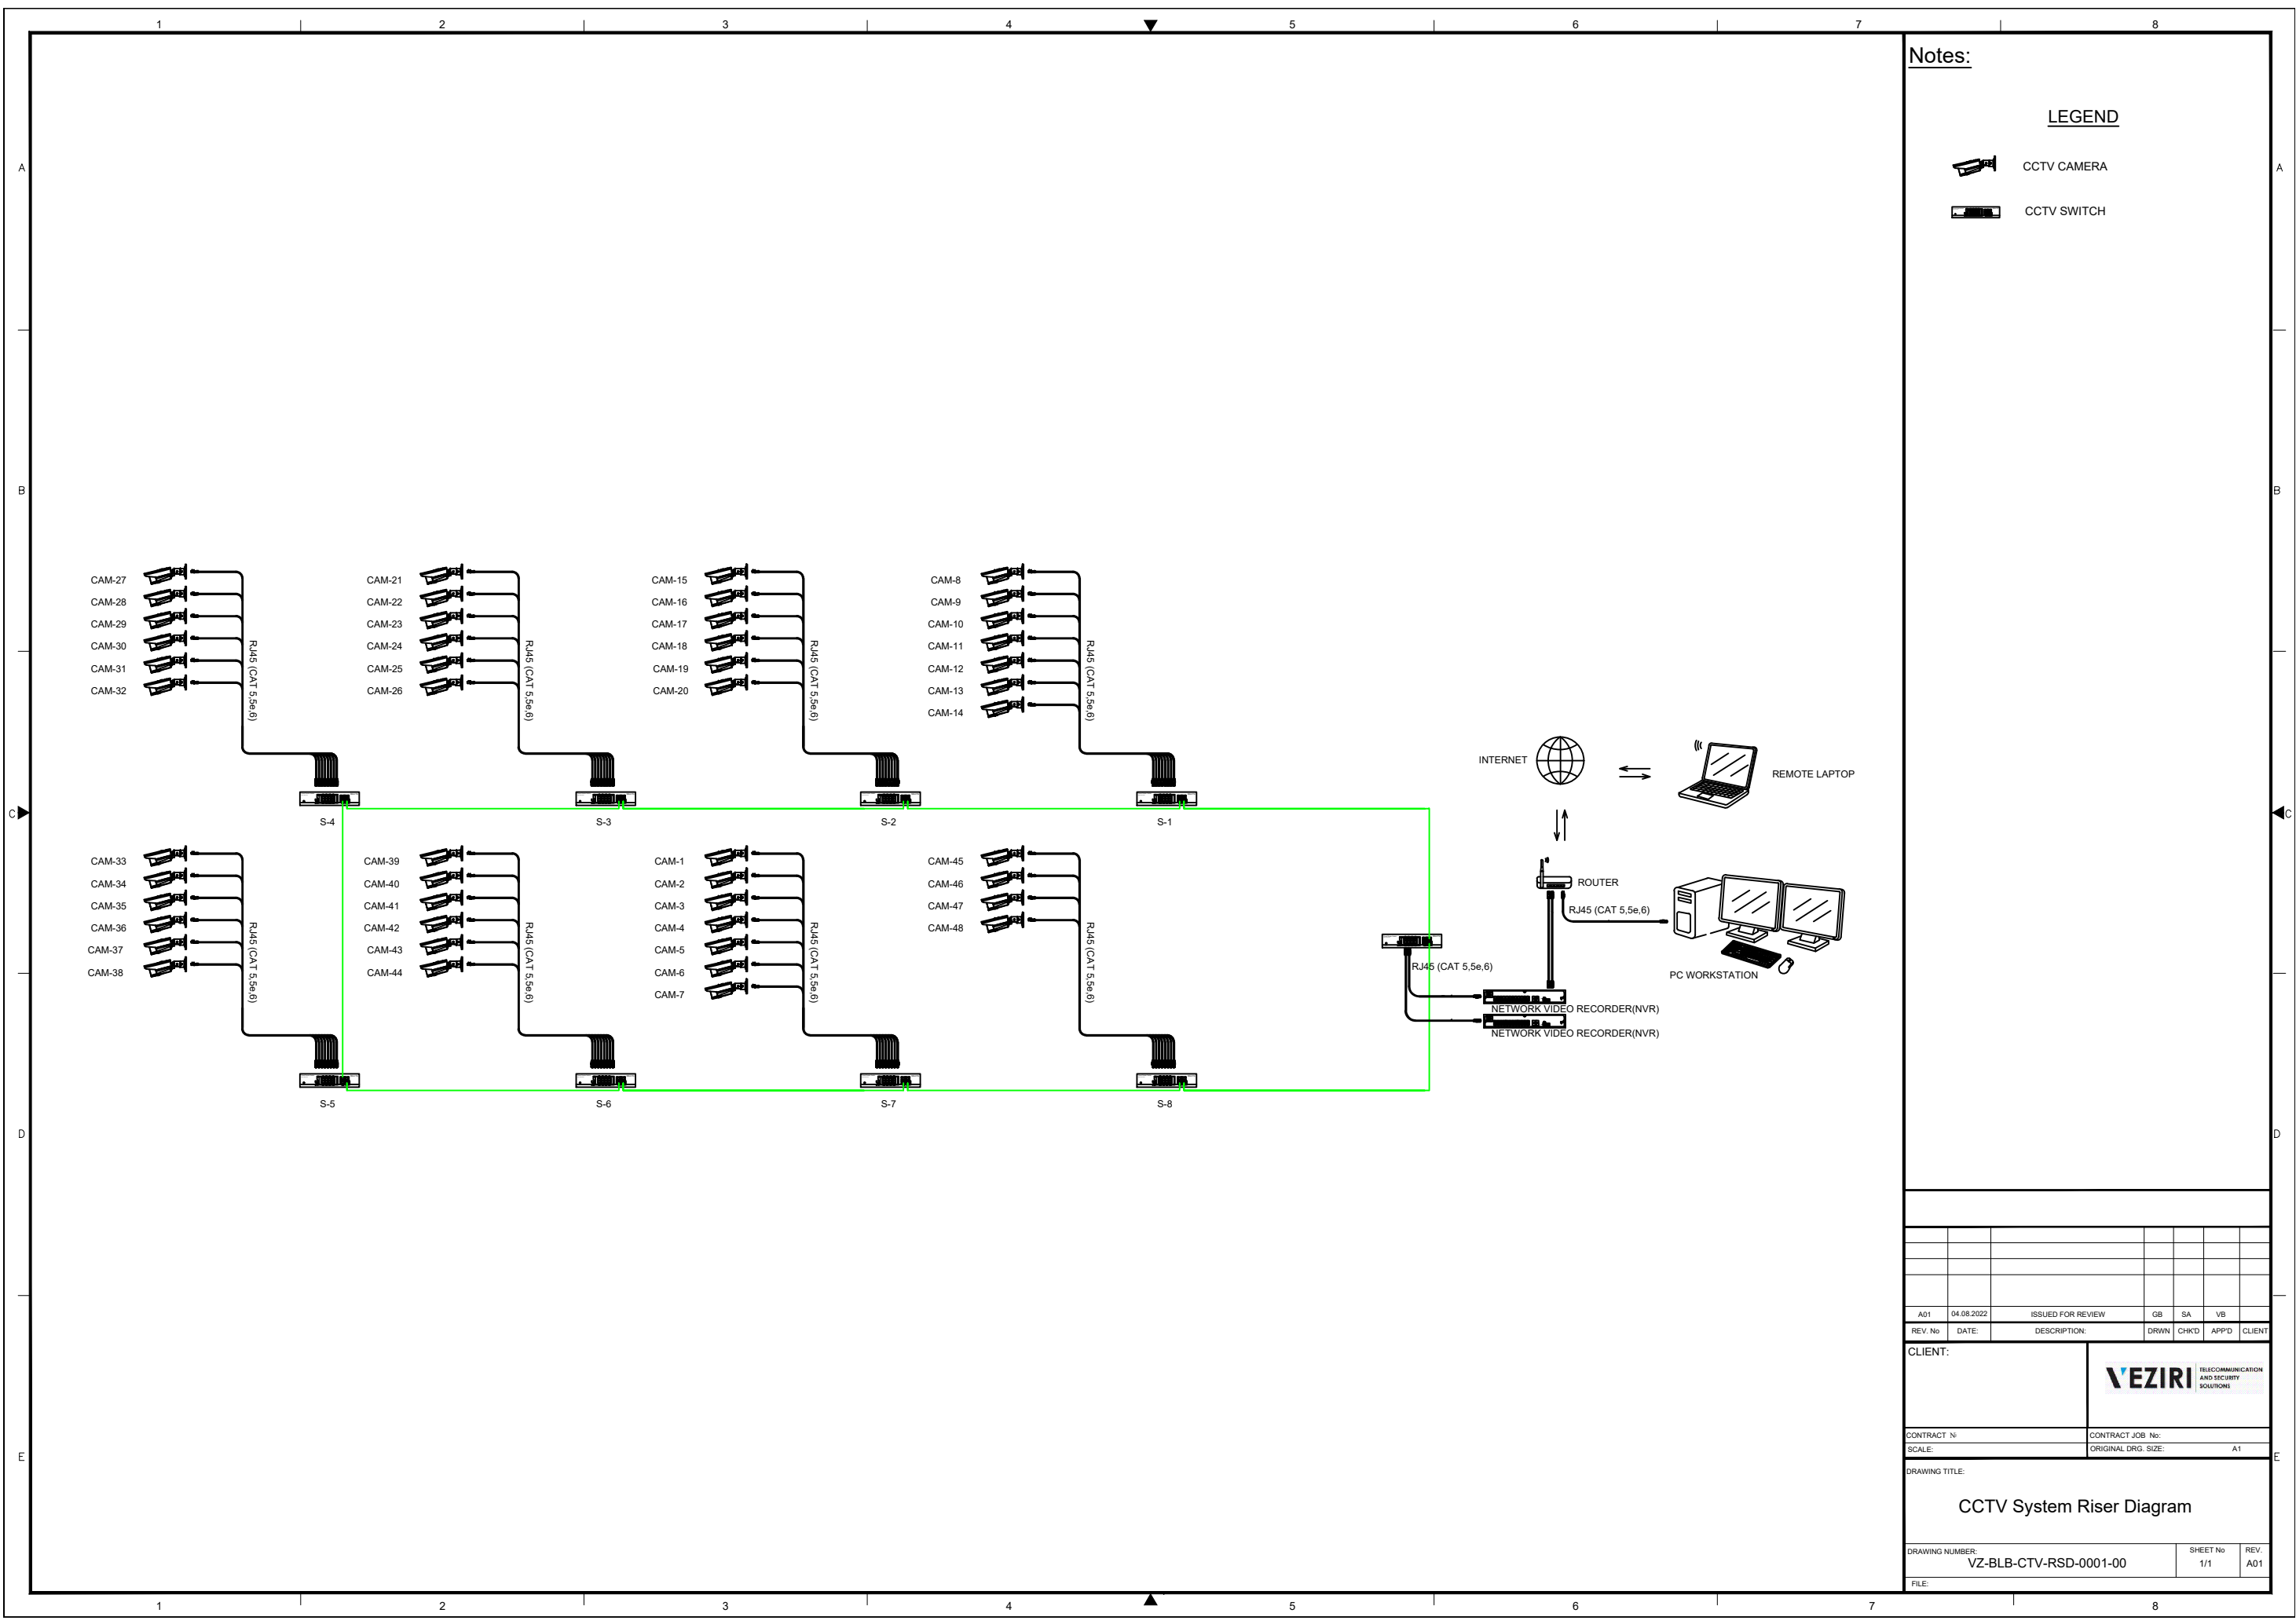 1 2 3 4 5 6 7 8
A
B
C
D
E
A
B
C
D
E
Notes:
LEGEND
CCTV CAMERA
CCTV SWITCH
CAM-27
CAM-28
CAM-29
CAM-30
CAM-31
CAM-32
RJ45 (CAT 5,5e,6)
S-4
CAM-21
CAM-22
CAM-23
CAM-24
CAM-25
CAM-26
RJ45 (CAT 5,5e,6)
S-3
CAM-15
CAM-16
CAM-17
CAM-18
CAM-19
CAM-20
RJ45 (CAT 5,5e,6)
S-2
CAM-8
CAM-9
CAM-10
CAM-11
CAM-12
CAM-13
CAM-14
RJ45 (CAT 5,5e,6)
S-1
CAM-33
CAM-34
CAM-35
CAM-36
CAM-37
CAM-38
RJ45 (CAT 5,5e,6)
S-5
CAM-39
CAM-40
CAM-41
CAM-42
CAM-43
CAM-44
RJ45 (CAT 5,5e,6)
S-6
CAM-1
CAM-2
CAM-3
CAM-4
CAM-5
CAM-6
CAM-7
RJ45 (CAT 5,5e,6)
S-7
CAM-45
CAM-46
CAM-47
CAM-48
RJ45 (CAT 5,5e,6)
S-8
INTERNET
REMOTE LAPTOP
ROUTER
RJ45 (CAT 5,5e,6)
PC WORKSTATION
RJ45 (CAT 5,5e,6)
NETWORK VIDEO RECORDER(NVR)
NETWORK VIDEO RECORDER(NVR)
A01 04.08.2022 ISSUED FOR REVIEW GB SA VB
REV. No DATE: DESCRIPTION: DRWN CHK'D APP'D CLIENT
CLIENT:
VEZIRI
TELECOMMUNICATION
AND SECURITY
SOLUTIONS
CONTRACT N
CONTRACT JOB No:
SCALE:
ORIGINAL DRG. SIZE: A1
DRAWING TITLE:
CCTV System Riser Diagram
DRAWING NUMBER:
VZ-BLB-CTV-RSD-0001-00
SHEET No
1/1
REV.
A01
FILE:
1 2 3 4 5 6 7 8